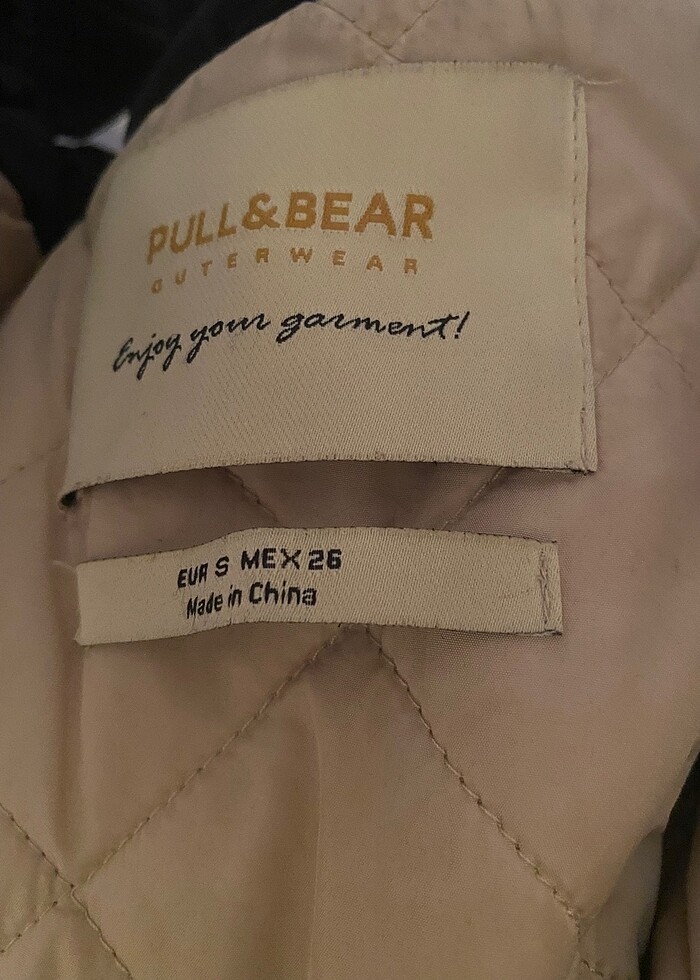 PULL&BEAR
OUTERWEAR
Enjoy your garment!
EUR S MEX 26
Made in China